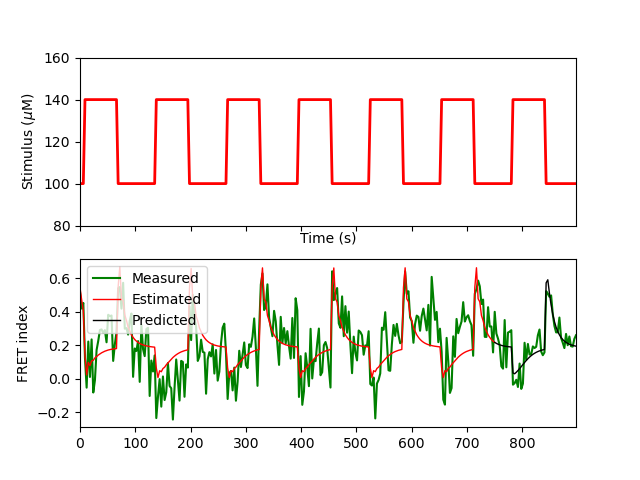 160
140
120
100
80
Stimulus (μM)
Time (s)
0.6
0.4
0.2
0.0
−0.2
FRET index
Measured
Estimated
Predicted
0 100 200 300 400 500 600 700 800